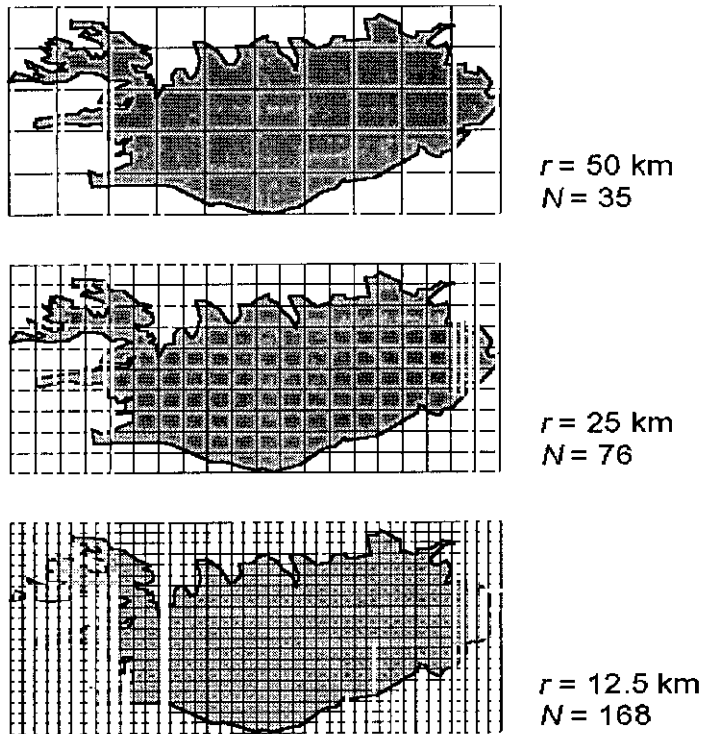 r = 50 km
N = 35
r = 25 km
N = 76
r = 12.5 km
N = 168